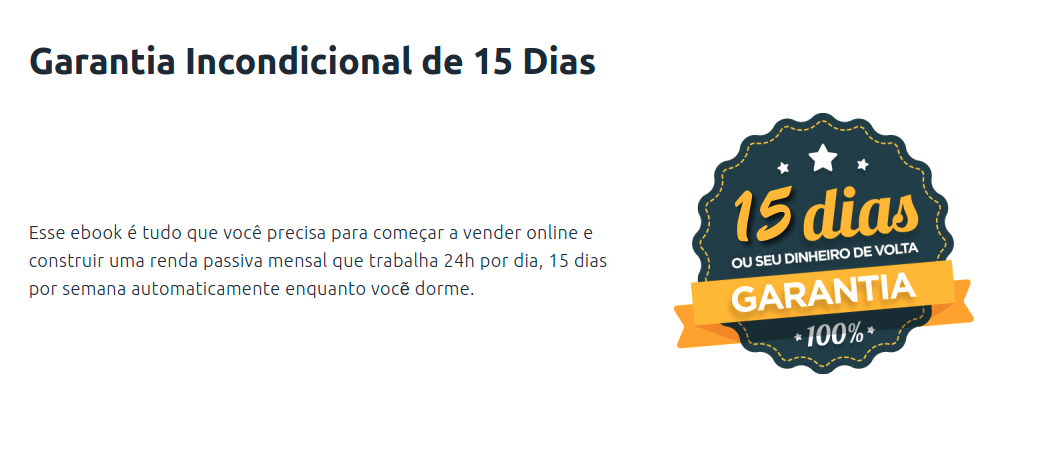 Garantia Incondicional de 15 Dias
Esse ebook é tudo que você precisa para começar a vender online e
construir uma renda passiva mensal que trabalha 24h por dia, 15 dias
por semana automaticamente enquanto vocẽ dorme.
15 dias
OU SEU DINHEIRO DE VOLTA
GARANTIA
100%